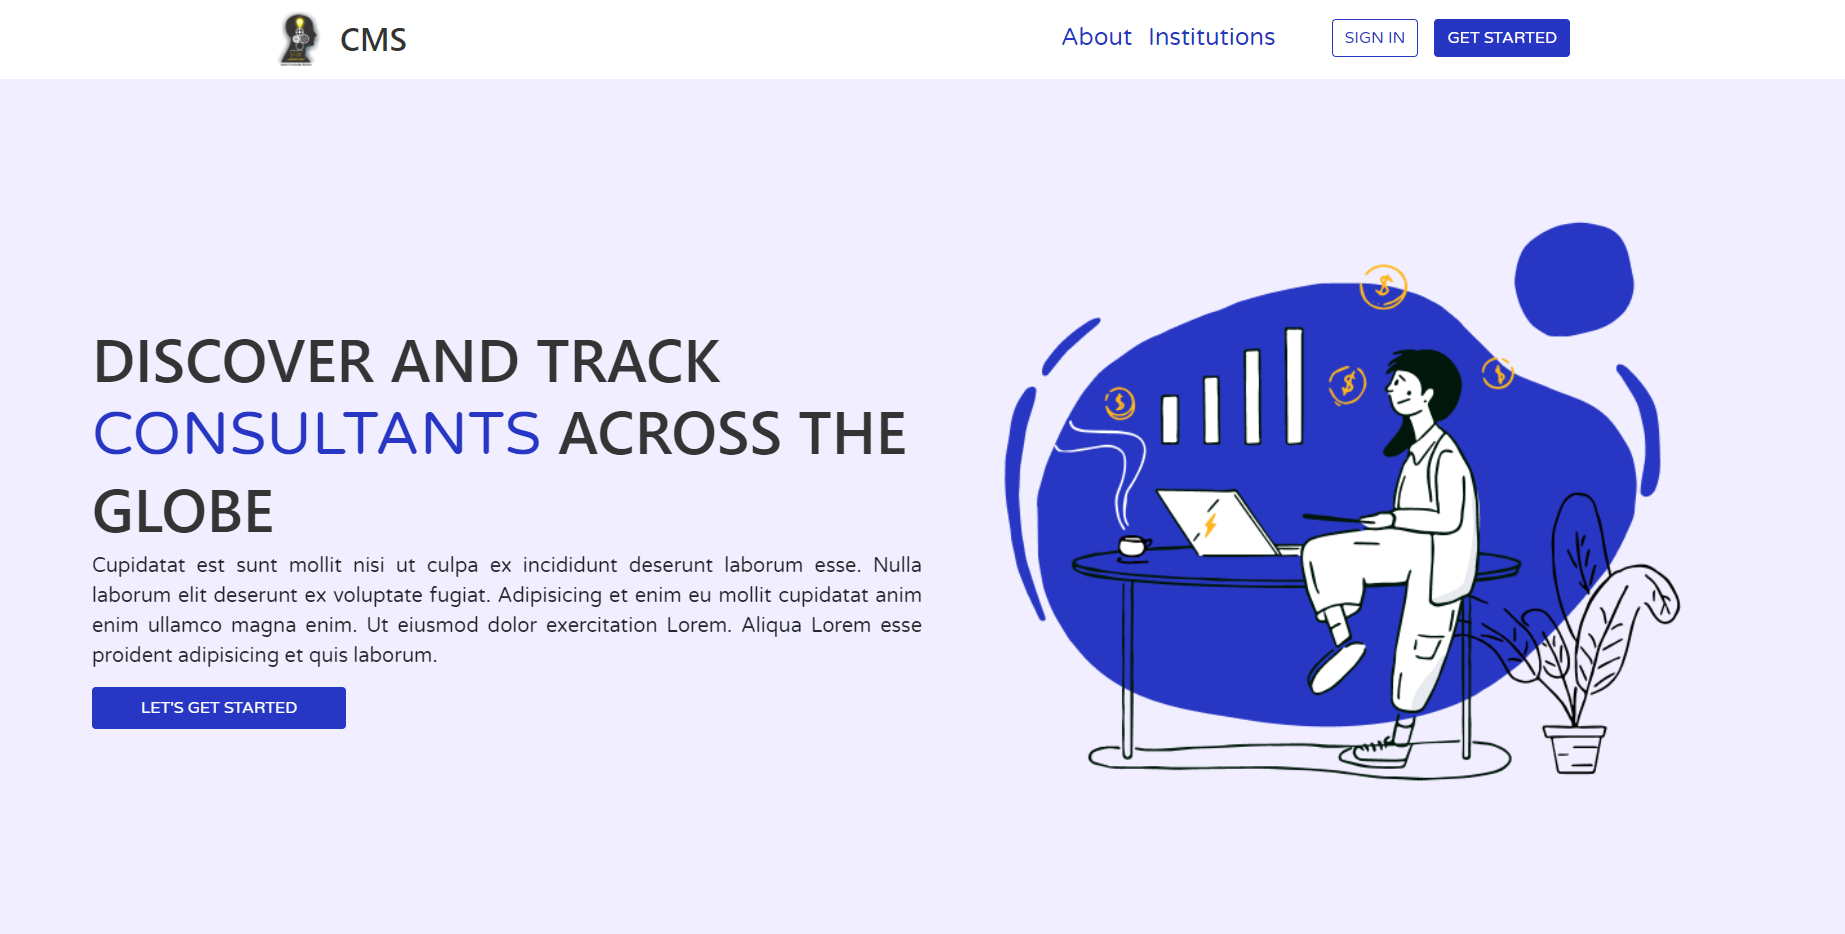 CMS
About Institutions SIGN IN GET STARTED
DISCOVER AND TRACK
CONSULTANTS ACROSS THE
GLOBE
Cupidatat est sunt mollit nisi ut culpa ex incididunt deserunt laborum esse. Nulla
laborum elit deserunt ex voluptate fugiat. Adipisicing et enim eu mollit cupidatat anim
enim ullamco magna enim. Ut eiusmod dolor exercitation Lorem. Aliqua Lorem esse
proident adipisicing et quis laborum.
LET'S GET STARTED